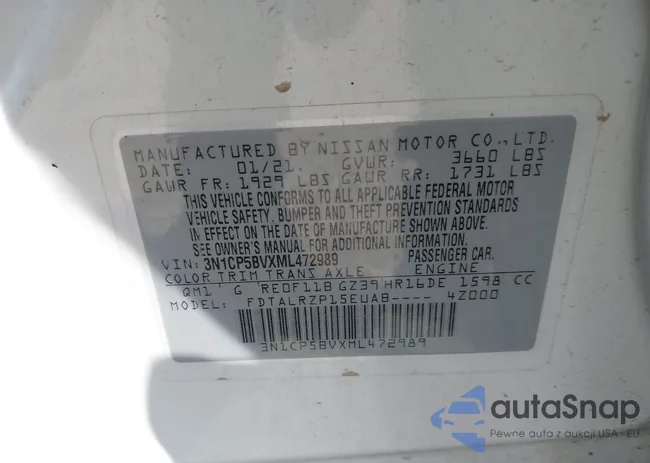 MANUFACTURED BY NISSAN MOTOR CO., LTD.
DATE: 01/21 GVWR: 3660 LBS
GAWR FR: 1929 LBS GAWR RR: 1731 LBS
THIS VEHICLE CONFORMS TO ALL APPLICABLE FEDERAL MOTOR
VEHICLE SAFETY, BUMPER AND THEFT PREVENTION STANDARDS
IN EFFECT ON THE DATE OF MANUFACTURE SHOWN ABOVE.
SEE OWNER'S MANUAL FOR ADDITIONAL INFORMATION
VIN: 3N1CP5BVXML472989 PASSENGER CAR.
COLOR TRIM TRANS AXLE ENGINE
QM1 G RE0F11B GZ39 HR16DE 1598 CC
MODEL: FDTALRZP15EUAB---- 4Z000
3N1CP5BVXML472989
autaSnap
Pewne auta z aukcji USA i EU